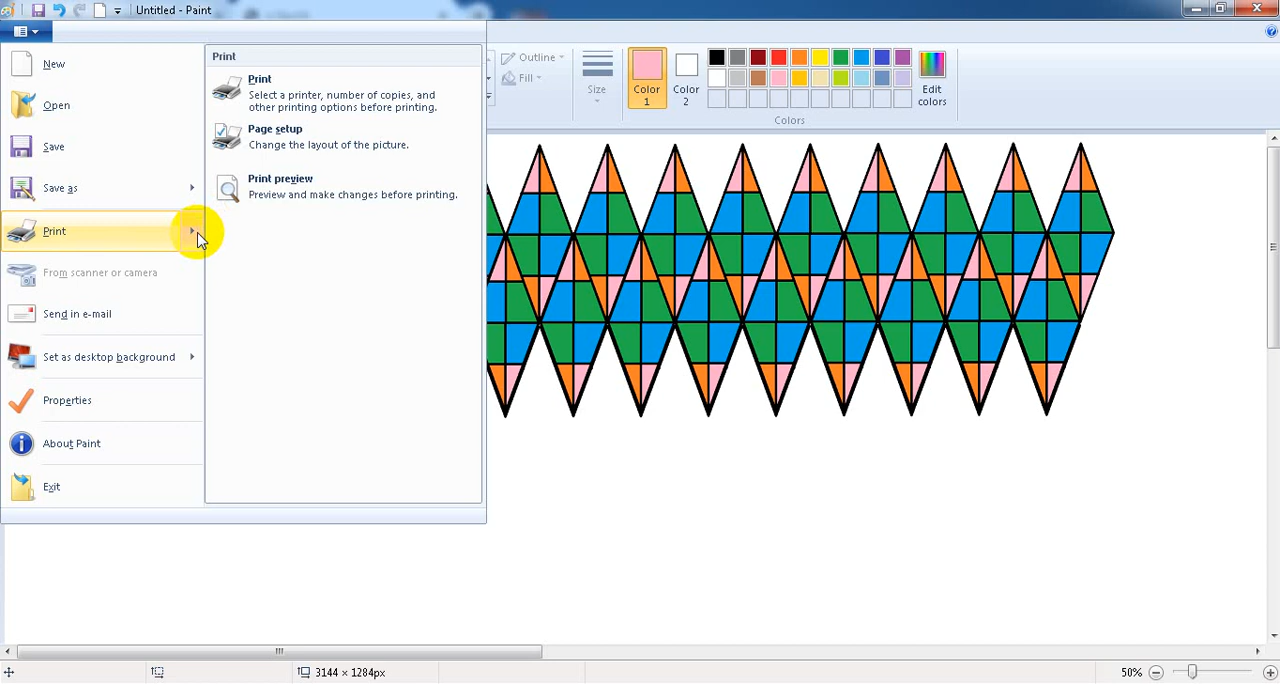 Untitled - Paint
New
Open
Save
Save as
Print
From scanner or camera
Send in e-mail
Set as desktop background
Properties
About Paint
Exit
Print
Print
Select a printer, number of copies, and
other printing options before printing.
Page setup
Change the layout of the picture.
Print preview
Preview and make changes before printing.
Outline
Fill
Size
Color
1
Color
2
Edit
colors
Colors
3144 × 1284px
50%